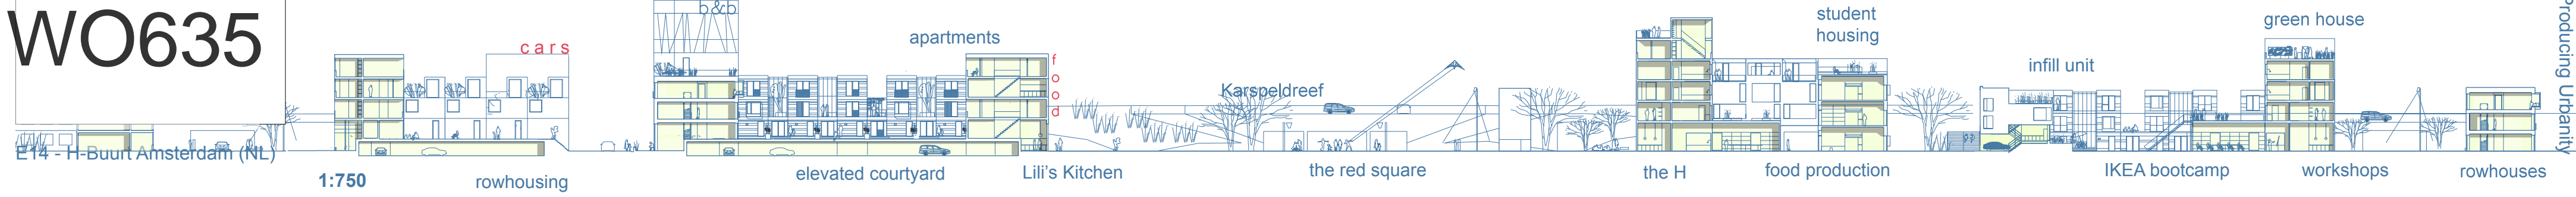 WO635
E14 - H-Buurt Amsterdam (NL)
1:750
cars
rowhousing
b&b
apartments
food
elevated courtyard
Lili's Kitchen
Karspeldreef
the red square
student
housing
the H
food production
infill unit
IKEA bootcamp
green house
workshops
rowhouses
Producing Urbanity